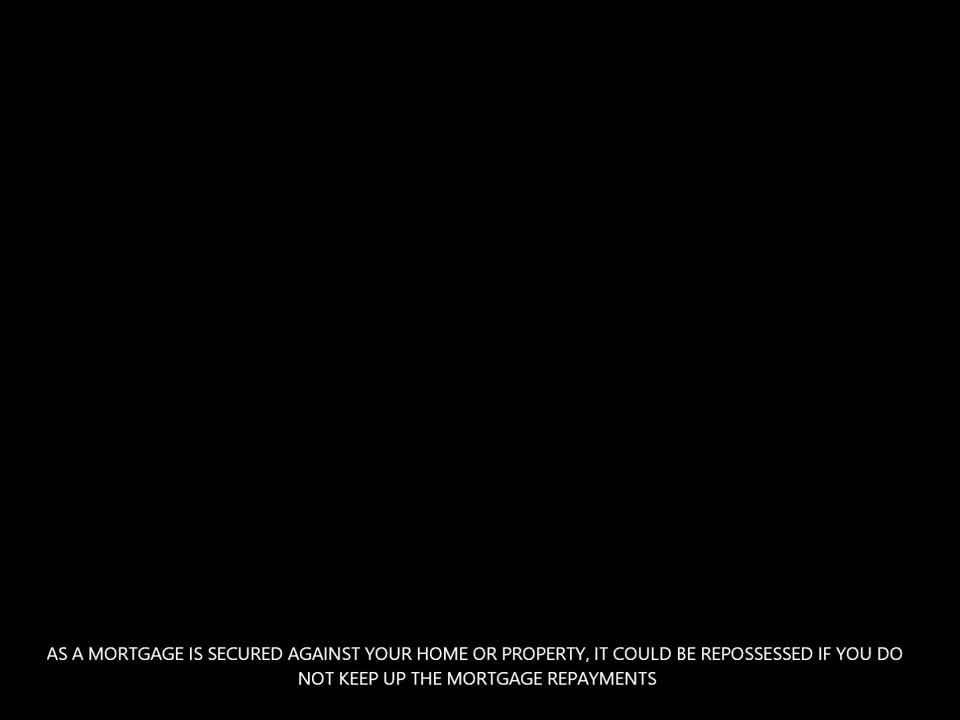 AS A MORTGAGE IS SECURED AGAINST YOUR HOME OR PROPERTY, IT COULD BE REPOSSESSED IF YOU DO
NOT KEEP UP THE MORTGAGE REPAYMENTS